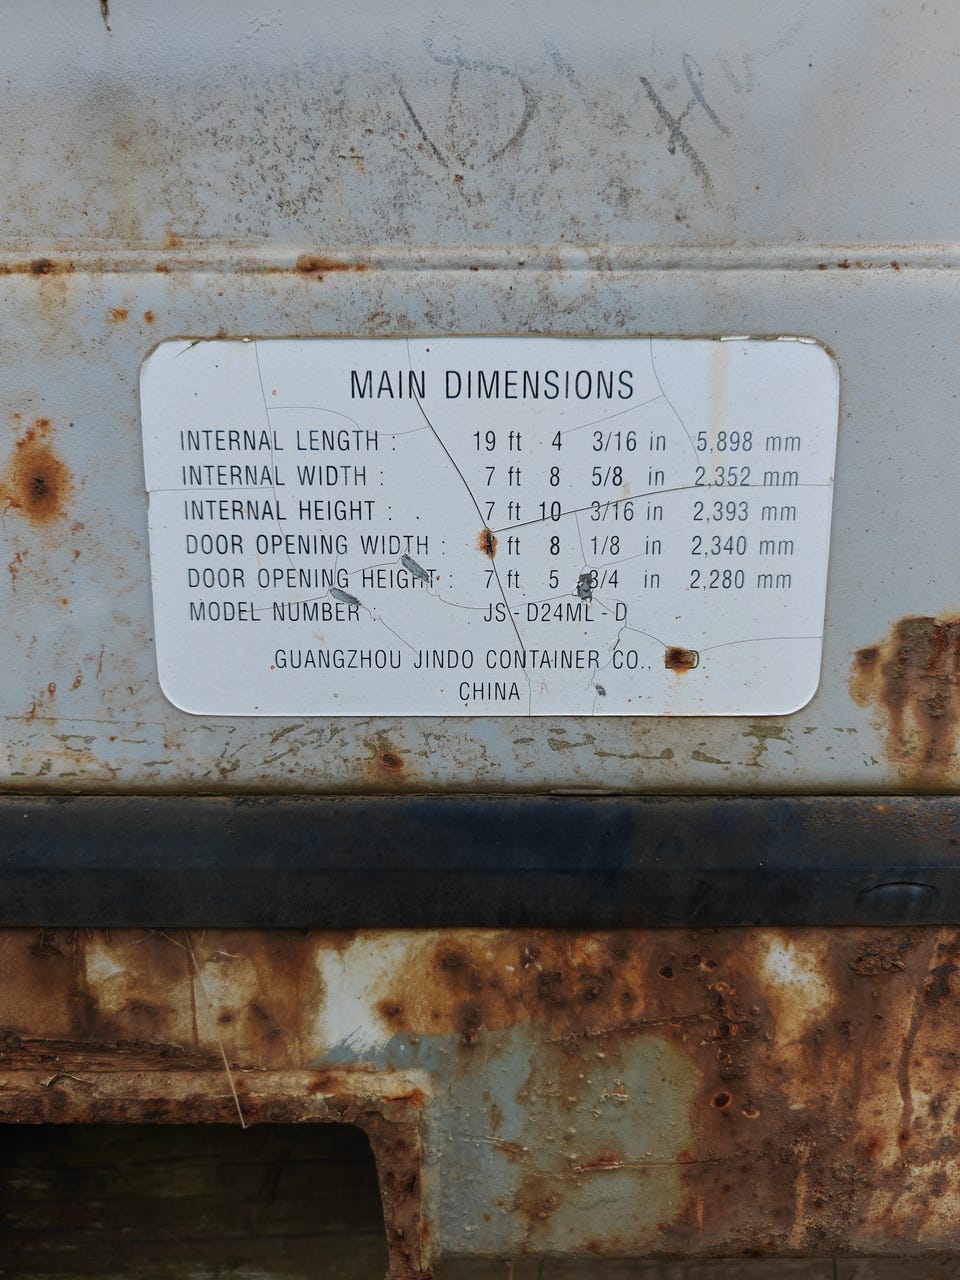 MAIN DIMENSIONS
INTERNAL LENGTH : 19 ft 4 3/16 in 5,898 mm
INTERNAL WIDTH : 7 ft 8 5/8 in 2,352 mm
INTERNAL HEIGHT : 7 ft 10 3/16 in 2,393 mm
DOOR OPENING WIDTH : ft 8 1/8 in 2,340 mm
DOOR OPENING HEIGHT : 7 ft 5 3/4 in 2,280 mm
MODEL NUMBER : JS - D24ML - D
GUANGZHOU JINDO CONTAINER CO.,
CHINA